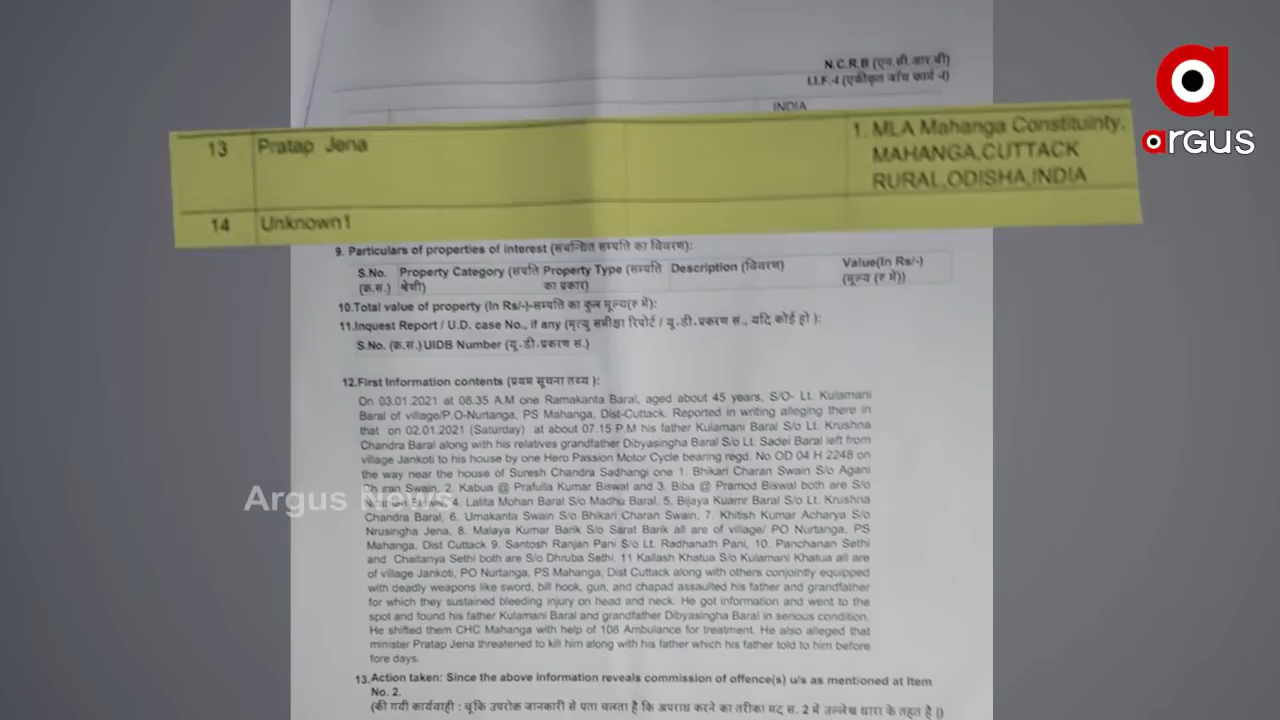 N.C.R.B (एन.सी.आर.बी)
I.I.F.-I (एकीकृत जाँच फार्म -I)
INDIA
argus
13 Pratap Jena 1. MLA Mahanga Constituinty,
MAHANGA,CUTTACK
RURAL,ODISHA,INDIA
14 Unknown1
9. Particulars of properties of interest (संबन्धित सम्पत्ति का विवरण):
S.No. Property Category (संपत्ति Property Type (सम्पत्ति Description (विवरण) Value(In Rs/-)
(क्र.सं.) श्रेणी) का प्रकार) (मूल्य (रु में))
10.Total value of property (In Rs/-)-सम्पत्ति का कुल मूल्य(रु में):
11.Inquest Report / U.D. case No., if any (मृत्यु समीक्षा रिपोर्ट / यू.डी.प्रकरण सं., यदि कोई हो ):
S.No. (क्र.सं.) UIDB Number (यू.डी.प्रकरण सं.)
12.First Information contents (प्रथम सूचना तथ्य ):
On 03.01.2021 at 08.35 A.M one Ramakanta Baral, aged about 45 years, S/O- Lt. Kulamani
Baral of village/P.O-Nurtanga, PS Mahanga, Dist-Cuttack. Reported in writing alleging there in
that on 02.01.2021 (Saturday) at about 07.15 P.M his father Kulamani Baral S/o Lt. Krushna
Chandra Baral along with his relatives grandfather Dibyasingha Baral S/o Lt. Sadei Baral left from
village Jankoti to his house by one Hero Passion Motor Cycle bearing regd. No OD 04 H 2248 on
the way near the house of Suresh Chandra Sadhangi one 1. Bhikari Charan Swain S/o Agani
Charan Swain, 2. Kabua @ Prafulla Kumar Biswal and 3. Biba @ Pramod Biswal both are S/o
4. Lalita Mohan Baral S/o Madhu Baral, 5. Bijaya Kuamr Baral S/o Lt. Krushna
Chandra Baral, 6. Umakanta Swain S/o Bhikari Charan Swain, 7. Khitish Kumar Acharya S/o
Nrusingha Jena, 8. Malaya Kumar Barik S/o Sarat Barik all are of village/ PO Nurtanga, PS
Mahanga, Dist Cuttack 9. Santosh Ranjan Pani S/o Lt. Radhanath Pani, 10. Panchanan Sethi
and Chaitanya Sethi both are S/o Dhruba Sethi, 11 Kailash Khatua S/o Kulamani Khatua all are
of village Jankoti, PO Nurtanga, PS Mahanga, Dist Cuttack along with others conjointly equipped
with deadly weapons like sword, bill hook, gun, and chapad assaulted his father and grandfather
for which they sustained bleeding injury on head and neck. He got information and went to the
spot and found his father Kulamani Baral and grandfather Dibyasingha Baral in serious condition.
He shifted them CHC Mahanga with help of 108 Ambulance for treatment. He also alleged that
minister Pratap Jena threatened to kill him along with his father which his father told to him before
fore days.
Argus News
13.Action taken: Since the above information reveals commission of offence(s) u/s as mentioned at Item
No. 2.
(की गयी कार्यवाही : चूंकि उपरोक्त जानकारी से पता चलता है कि अपराध करने का तरीका मद सं. 2 में उल्लेख धारा के तहत है |)